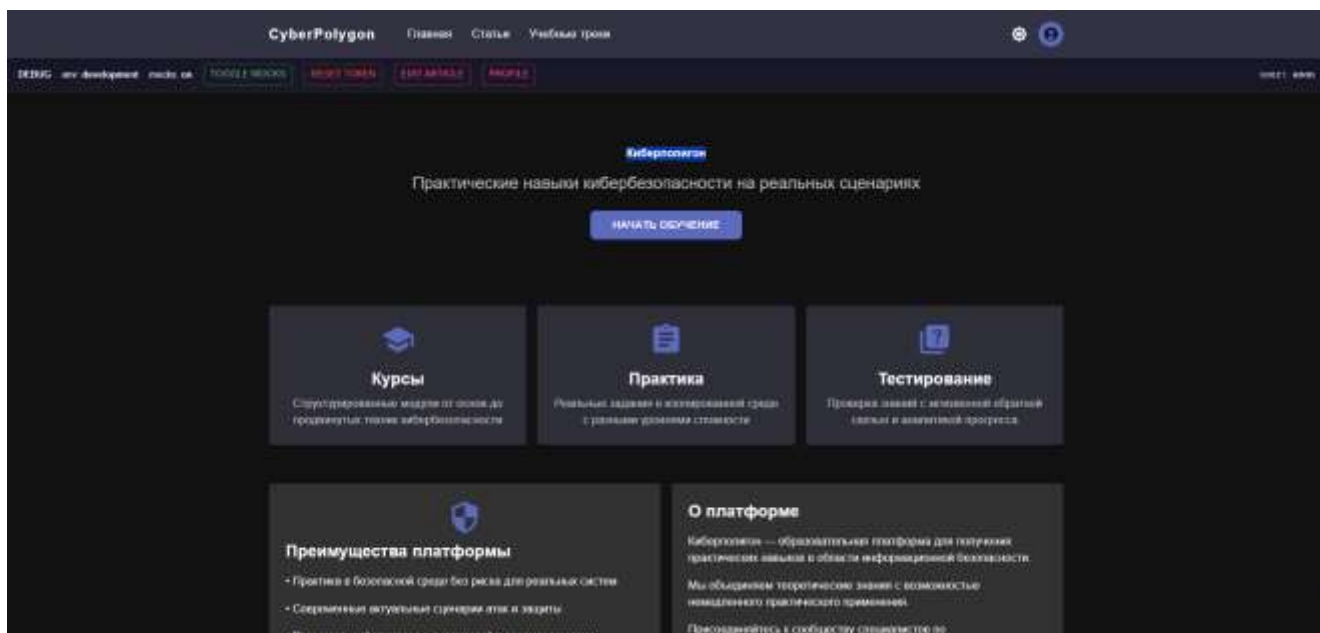 CyberPolygon Главная Статьи Учебные треки
DEBUG env development mocks on TOGGLE MOCKS RESET TOKEN EDIT ARTICLE PROFILE
Киберполигон
Практические навыки кибербезопасности на реальных сценариях
НАЧАТЬ ОБУЧЕНИЕ
Курсы
Структурированные модули от основ до
продвинутых техник кибербезопасности
Практика
Реальные задания в изолированной среде
с разными уровнями сложности
Тестирование
Проверка знаний с мгновенной обратной
связью и аналитикой прогресса
Преимущества платформы
• Практика в безопасной среде без риска для реальных систем
• Современные актуальные сценарии атак и защиты
О платформе
Киберполигон — образовательная платформа для получения
практических навыков в области информационной безопасности.
Мы объединяем теоретические знания с возможностью
немедленного практического применения.
Присоединяйтесь к сообществу специалистов по